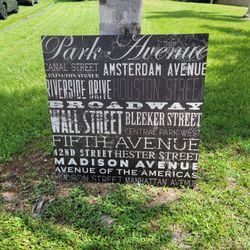 Park Avenue
CANAL STREET AMSTERDAM AVENUE
LEXINGTON AVENUE
RIVERSIDE DRIVE HOUSTON STREET
BROADWAY
WALL STREET BLEEKER STREET
CENTRAL PARK WEST
FIFTH AVENUE
42ND STREET HESTER STREET
MADISON AVENUE
AVENUE OF THE AMERICAS
HUDSON STREET MANHATTAN AVENUE